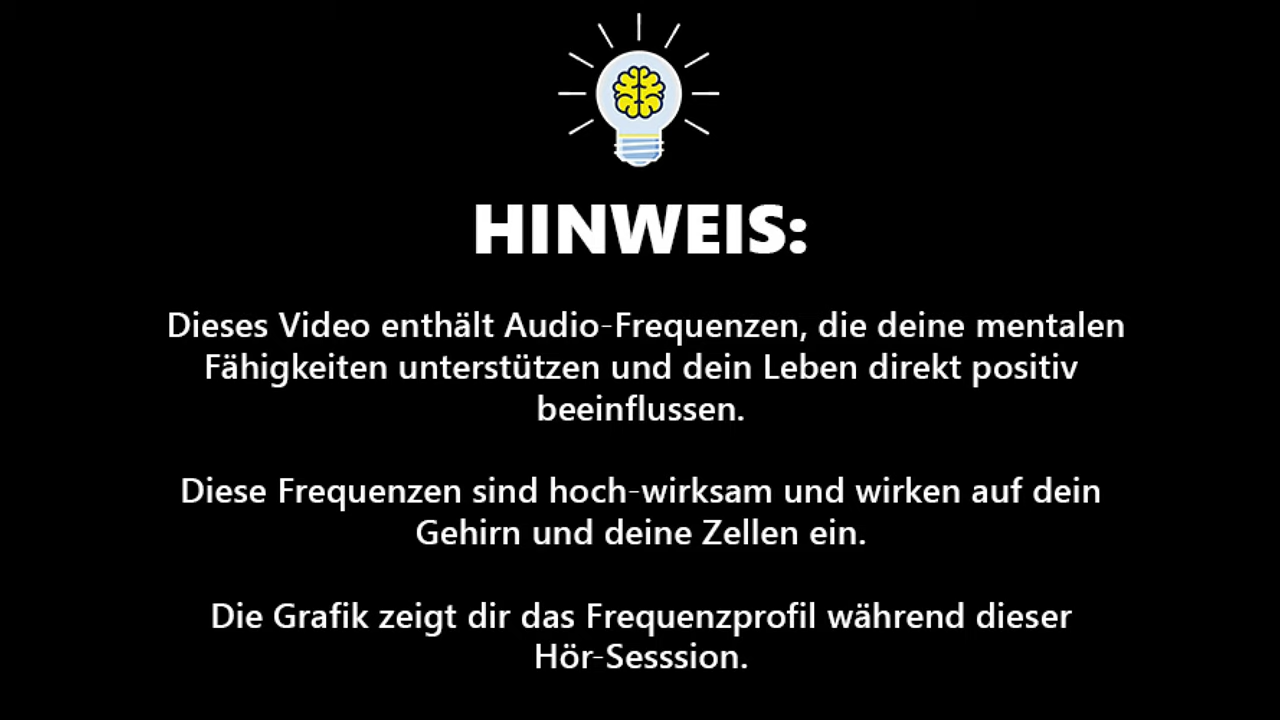 HINWEIS:
Dieses Video enthält Audio-Frequenzen, die deine mentalen
Fähigkeiten unterstützen und dein Leben direkt positiv
beeinflussen.
Diese Frequenzen sind hoch-wirksam und wirken auf dein
Gehirn und deine Zellen ein.
Die Grafik zeigt dir das Frequenzprofil während dieser
Hör-Sesssion.